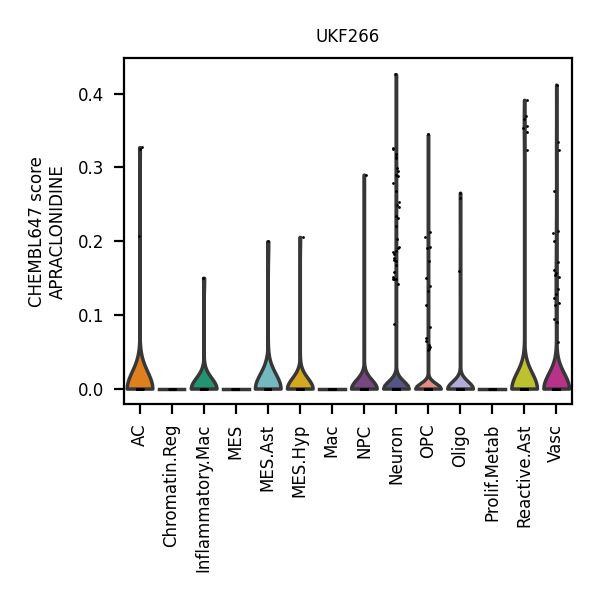 UKF266
CHEMBL647 score
APRACLONIDINE
0.4
0.3
0.2
0.1
0.0
AC
Chromatin.Reg
Inflammatory.Mac
MES
MES.Ast
MES.Hyp
Mac
NPC
Neuron
OPC
Oligo
Prolif.Metab
Reactive.Ast
Vasc